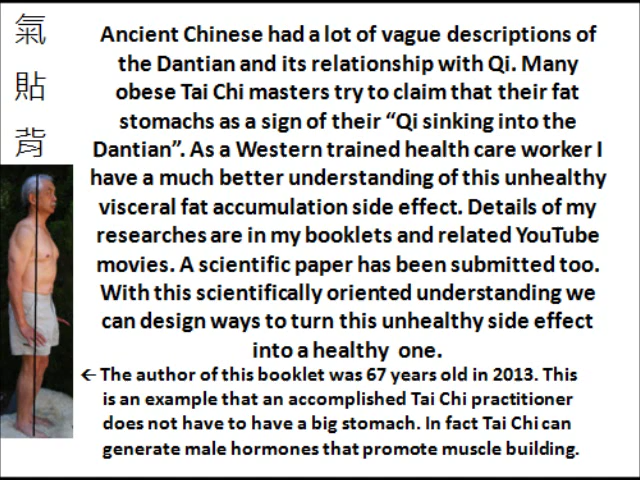 氣
貼
背
Ancient Chinese had a lot of vague descriptions of
the Dantian and its relationship with Qi. Many
obese Tai Chi masters try to claim that their fat
stomachs as a sign of their “Qi sinking into the
Dantian”. As a Western trained health care worker I
have a much better understanding of this unhealthy
visceral fat accumulation side effect. Details of my
researches are in my booklets and related YouTube
movies. A scientific paper has been submitted too.
With this scientifically oriented understanding we
can design ways to turn this unhealthy side effect
into a healthy one.
← The author of this booklet was 67 years old in 2013. This
is an example that an accomplished Tai Chi practitioner
does not have to have a big stomach. In fact Tai Chi can
generate male hormones that promote muscle building.